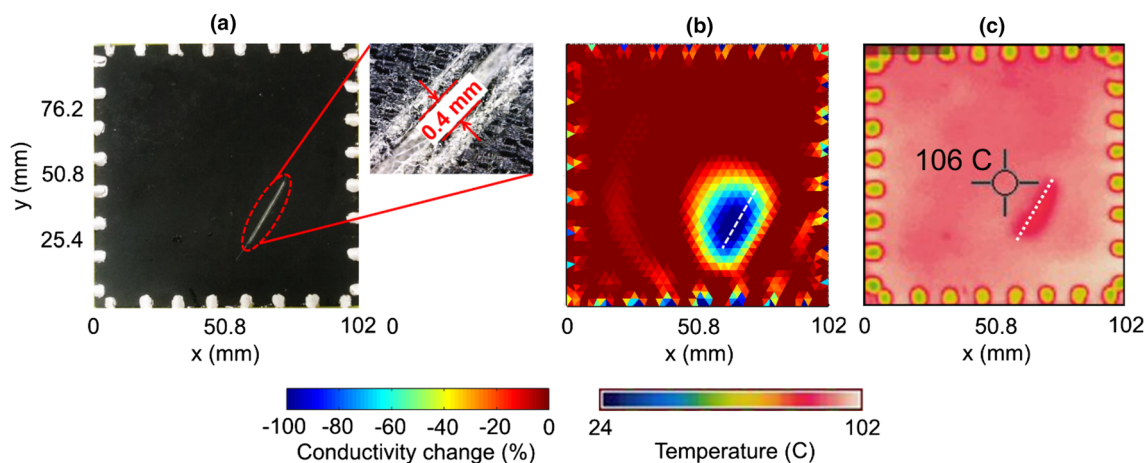 (a)
(b)
(c)
0.4 mm
106 C
y (mm)
76.2
50.8
25.4
0 50.8 102 0
x (mm)
0 50.8 102
x (mm)
0 50.8 102
x (mm)
-100 -80 -60 -40 -20 0
Conductivity change (%)
24 102
Temperature (C)